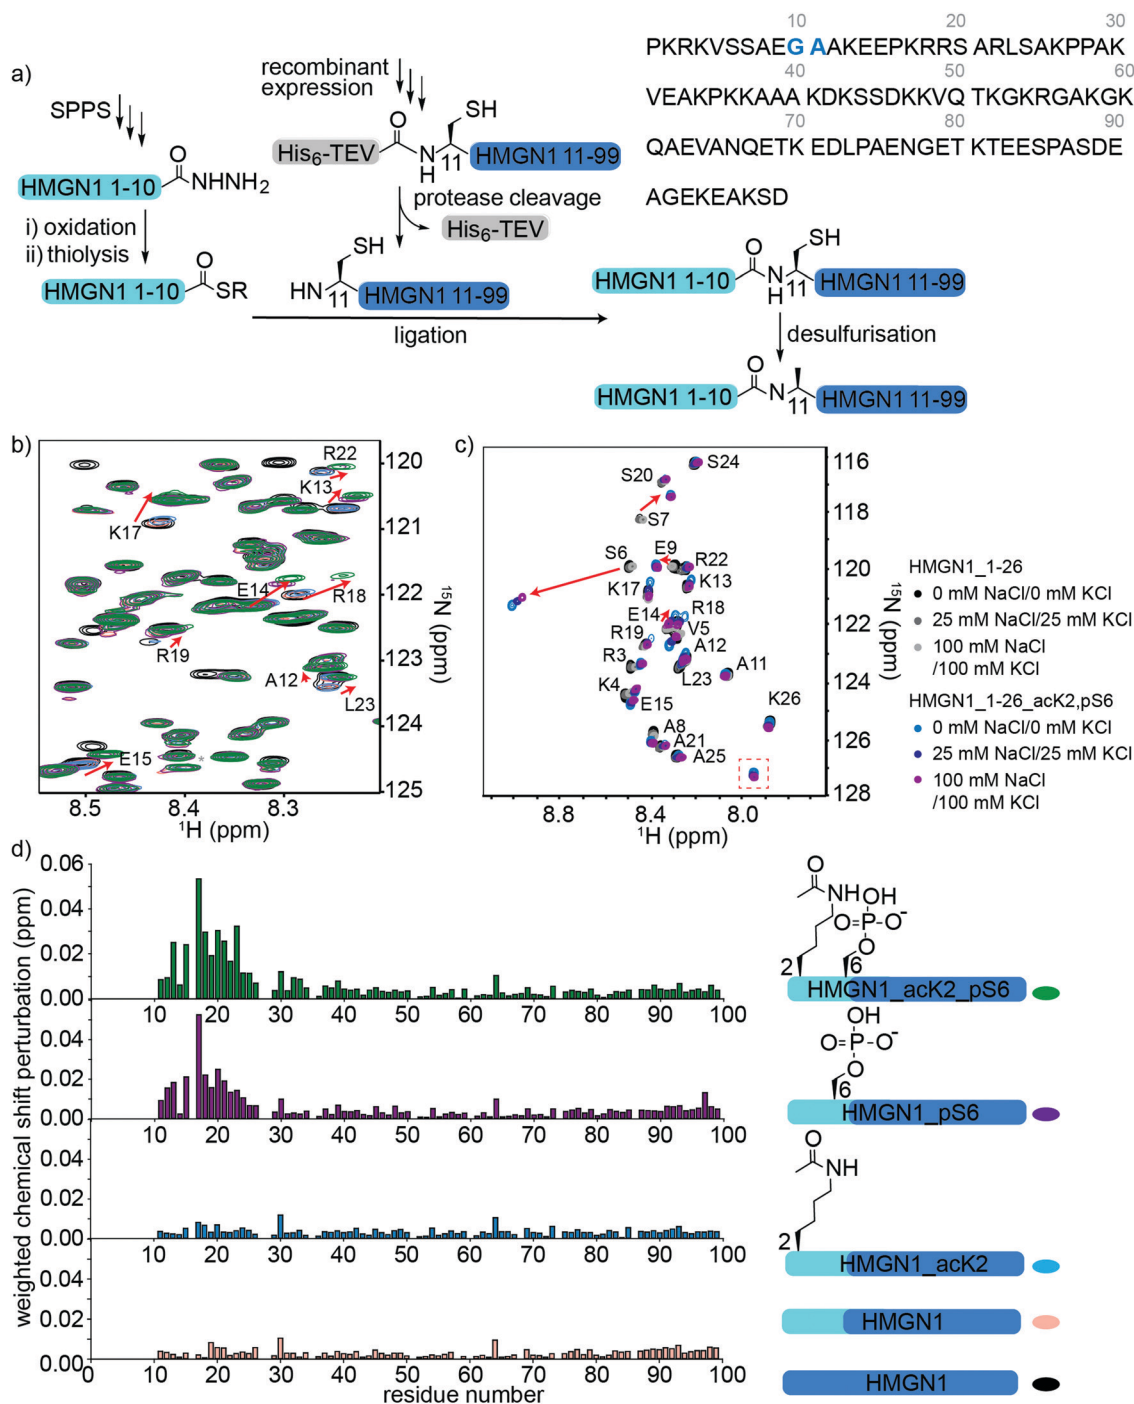 a)
SPPS
HMGN1 1-10
O
NHNH2
i) oxidation
ii) thiolysis
HMGN1 1-10
O
SR
recombinant
expression
His6-TEV
O
N
H
SH
11
HMGN1 11-99
protease cleavage
His6-TEV
SH
HN
11
HMGN1 11-99
ligation
10 20 30
PKRKVSSAEG AAKEEPKRRS ARLSAKPPAK
40 50 60
VEAKPKKAAA AKDKSSDKKVQ TKGKRGAKGK
70 80 90
QAEVANQETK EDLPAENGET KTEESPASDE
AGEKEAKSD
HMGN1 1-10
O
N
H
SH
11
HMGN1 11-99
desulfurisation
HMGN1 1-10
O
N
11
HMGN1 11-99
b)
R22
K13
K17
E14
R18
R19
A12
L23
E15
*
120
121
122
123
124
125
15N (ppm)
8.5 8.4 8.3
1H (ppm)
c)
S24
S20
S7
S6
E9
R22
K17
K13
E14
R18
V5
R19
A12
R3
L23
A11
K4
E15
K26
A8
A21
A25
116
118
120
122
124
126
128
15N (ppm)
8.8 8.4 8.0
1H (ppm)
HMGN1_1-26
0 mM NaCl/0 mM KCl
25 mM NaCl/25 mM KCl
100 mM NaCl
/100 mM KCl
HMGN1_1-26_acK2,pS6
0 mM NaCl/0 mM KCl
25 mM NaCl/25 mM KCl
100 mM NaCl
/100 mM KCl
d)
weighted chemical shift perturbation (ppm)
0.06
0.04
0.02
0.00
10 20 30 40 50 60 70 80 90 100
0.04
0.02
0.00
10 20 30 40 50 60 70 80 90 100
0.04
0.02
0.00
10 20 30 40 50 60 70 80 90 100
0.04
0.02
0.00
0 10 20 30 40 50 60 70 80 90 100
residue number
O
NH
OH
O=P-O-
O
2
6
HMGN1_acK2_pS6
OH
O=P-O-
O
6
HMGN1_pS6
O
NH
2
HMGN1_acK2
HMGN1
HMGN1